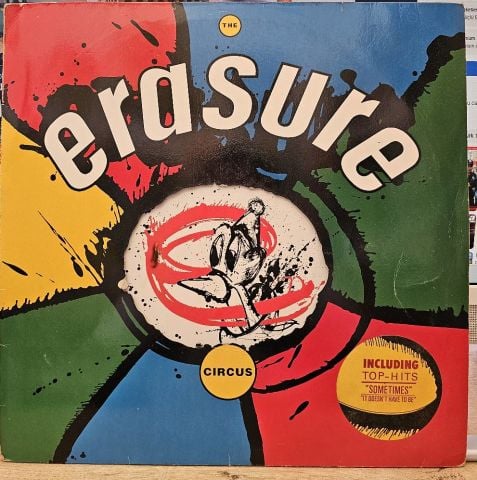 THE
erasure
CIRCUS
INCLUDING
TOP-HITS
"SOMETIMES"
"IT DOESN'T HAVE TO BE"